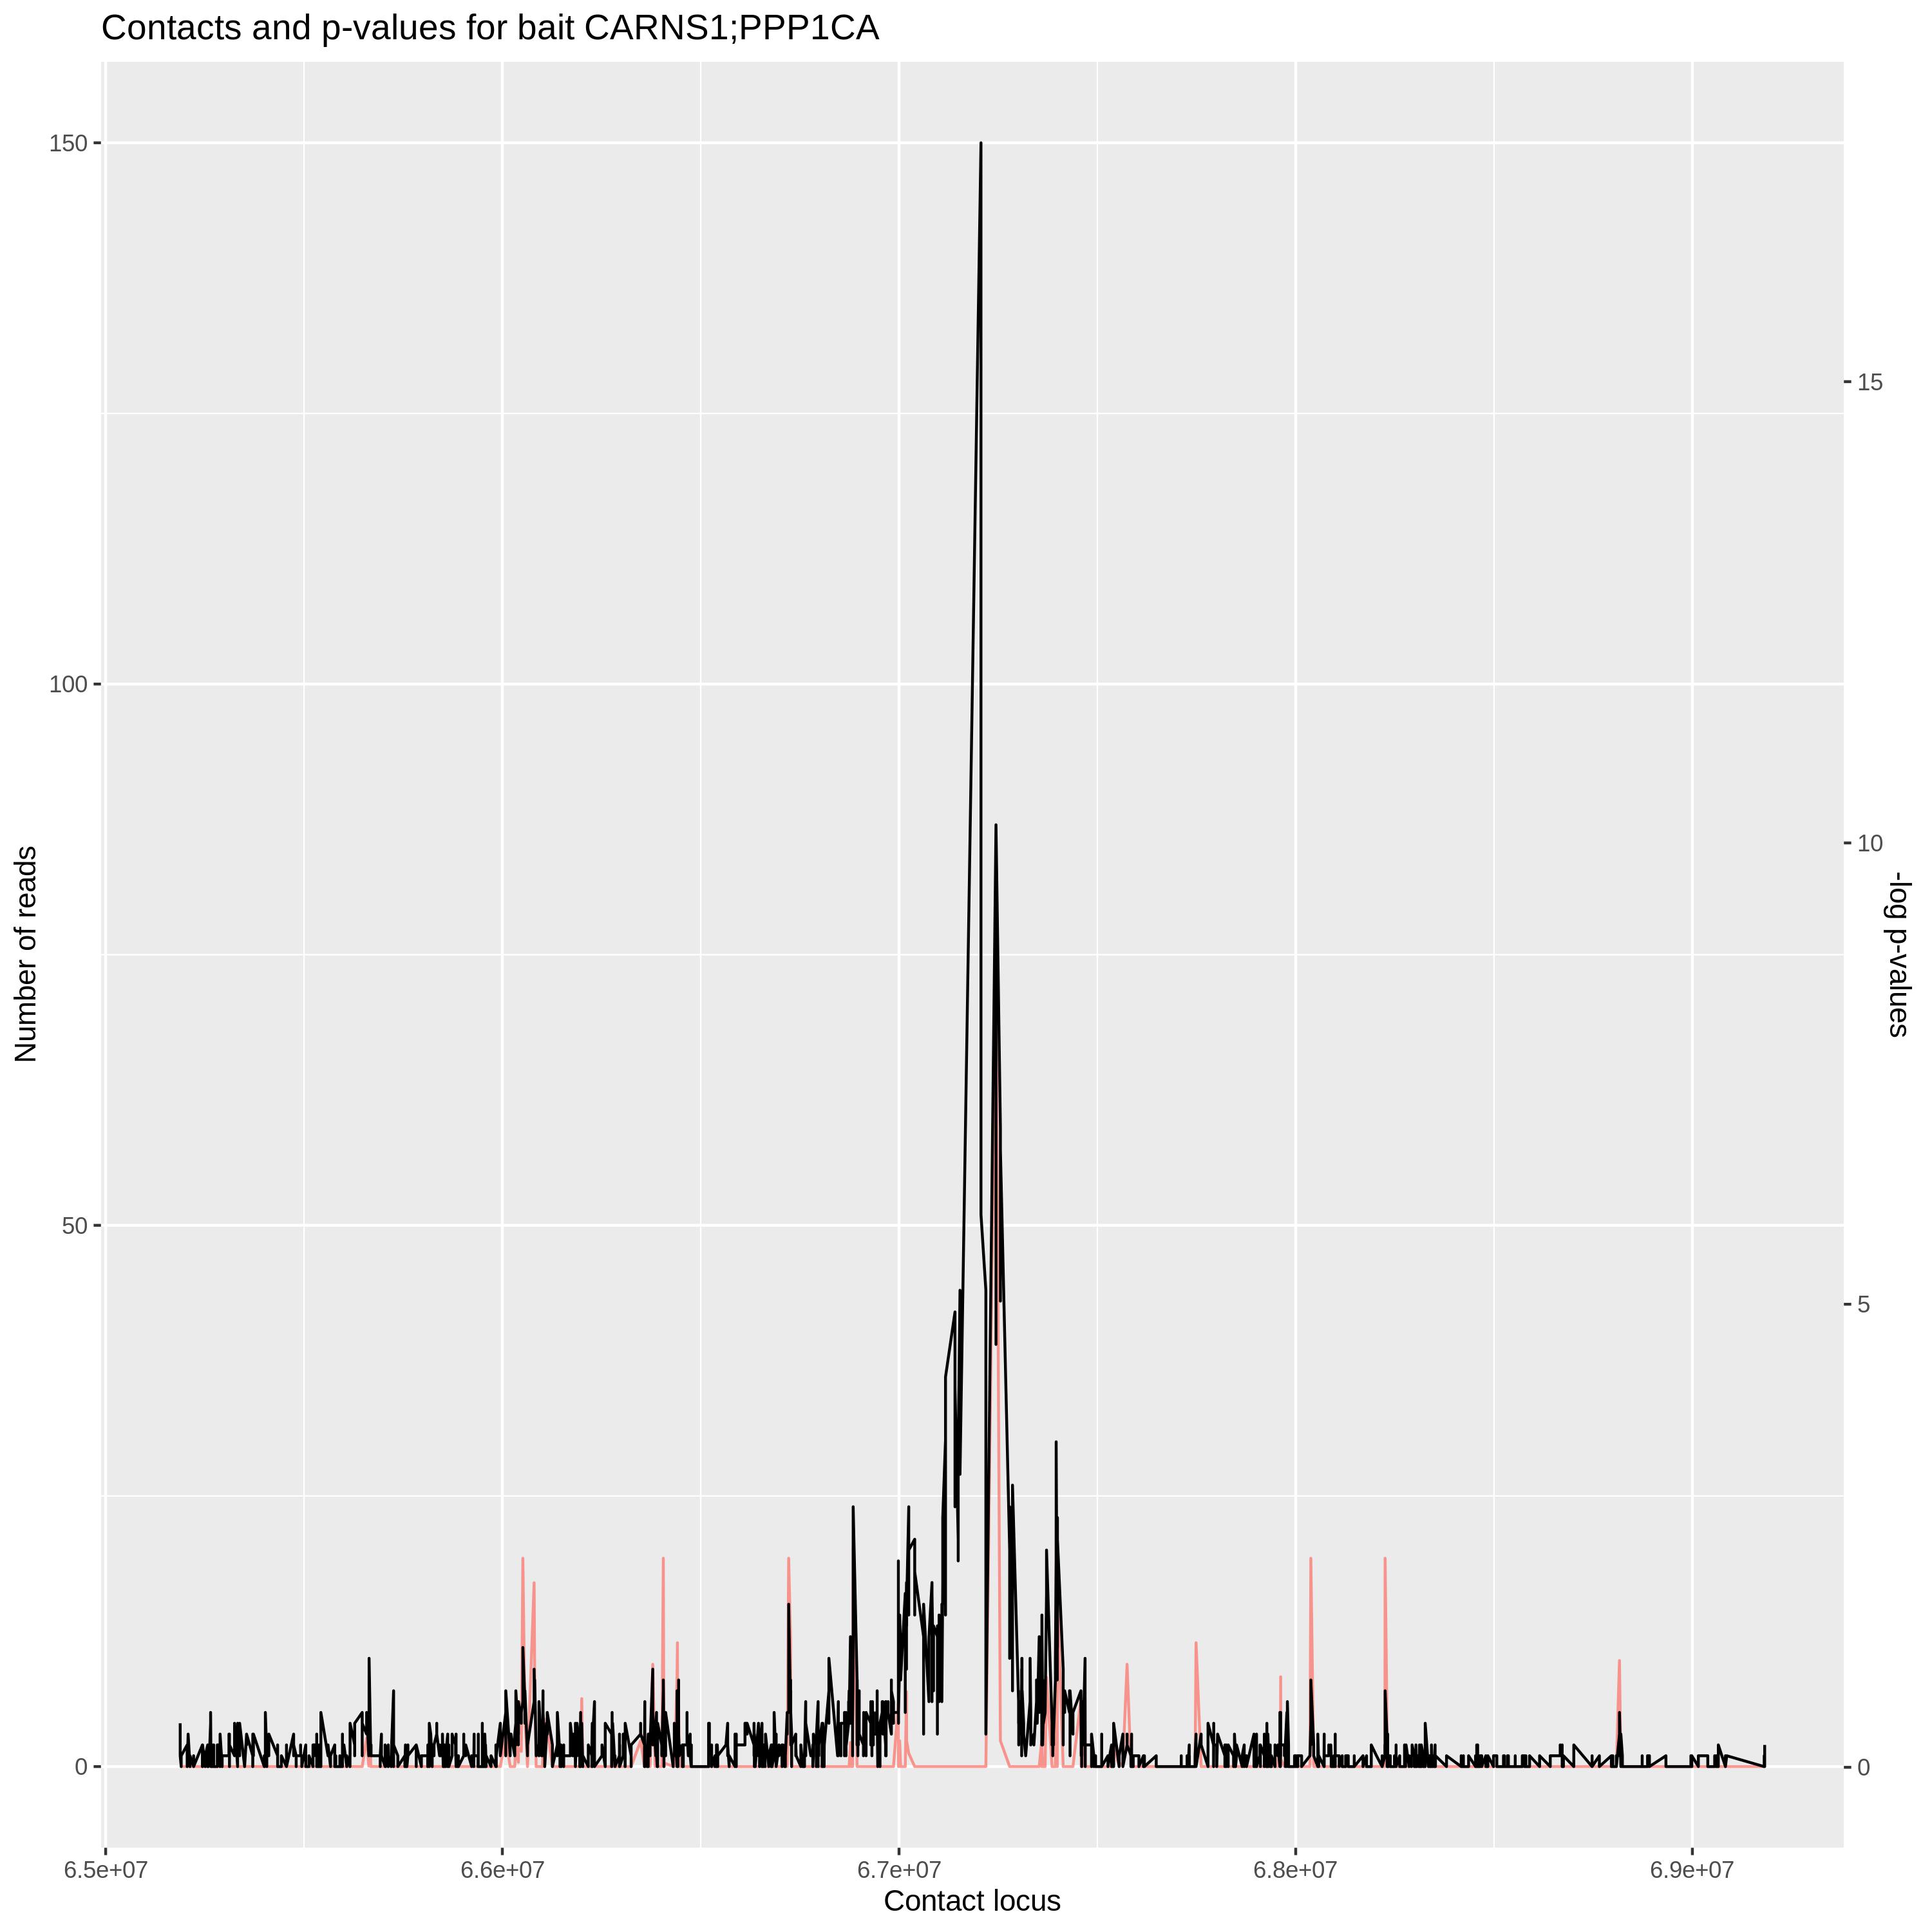 Contacts and p-values for bait CARNS1;PPP1CA
150
100
50
0
Number of reads
15
10
5
0
-log p-values
6.5e+07
6.6e+07
6.7e+07
6.8e+07
6.9e+07
Contact locus